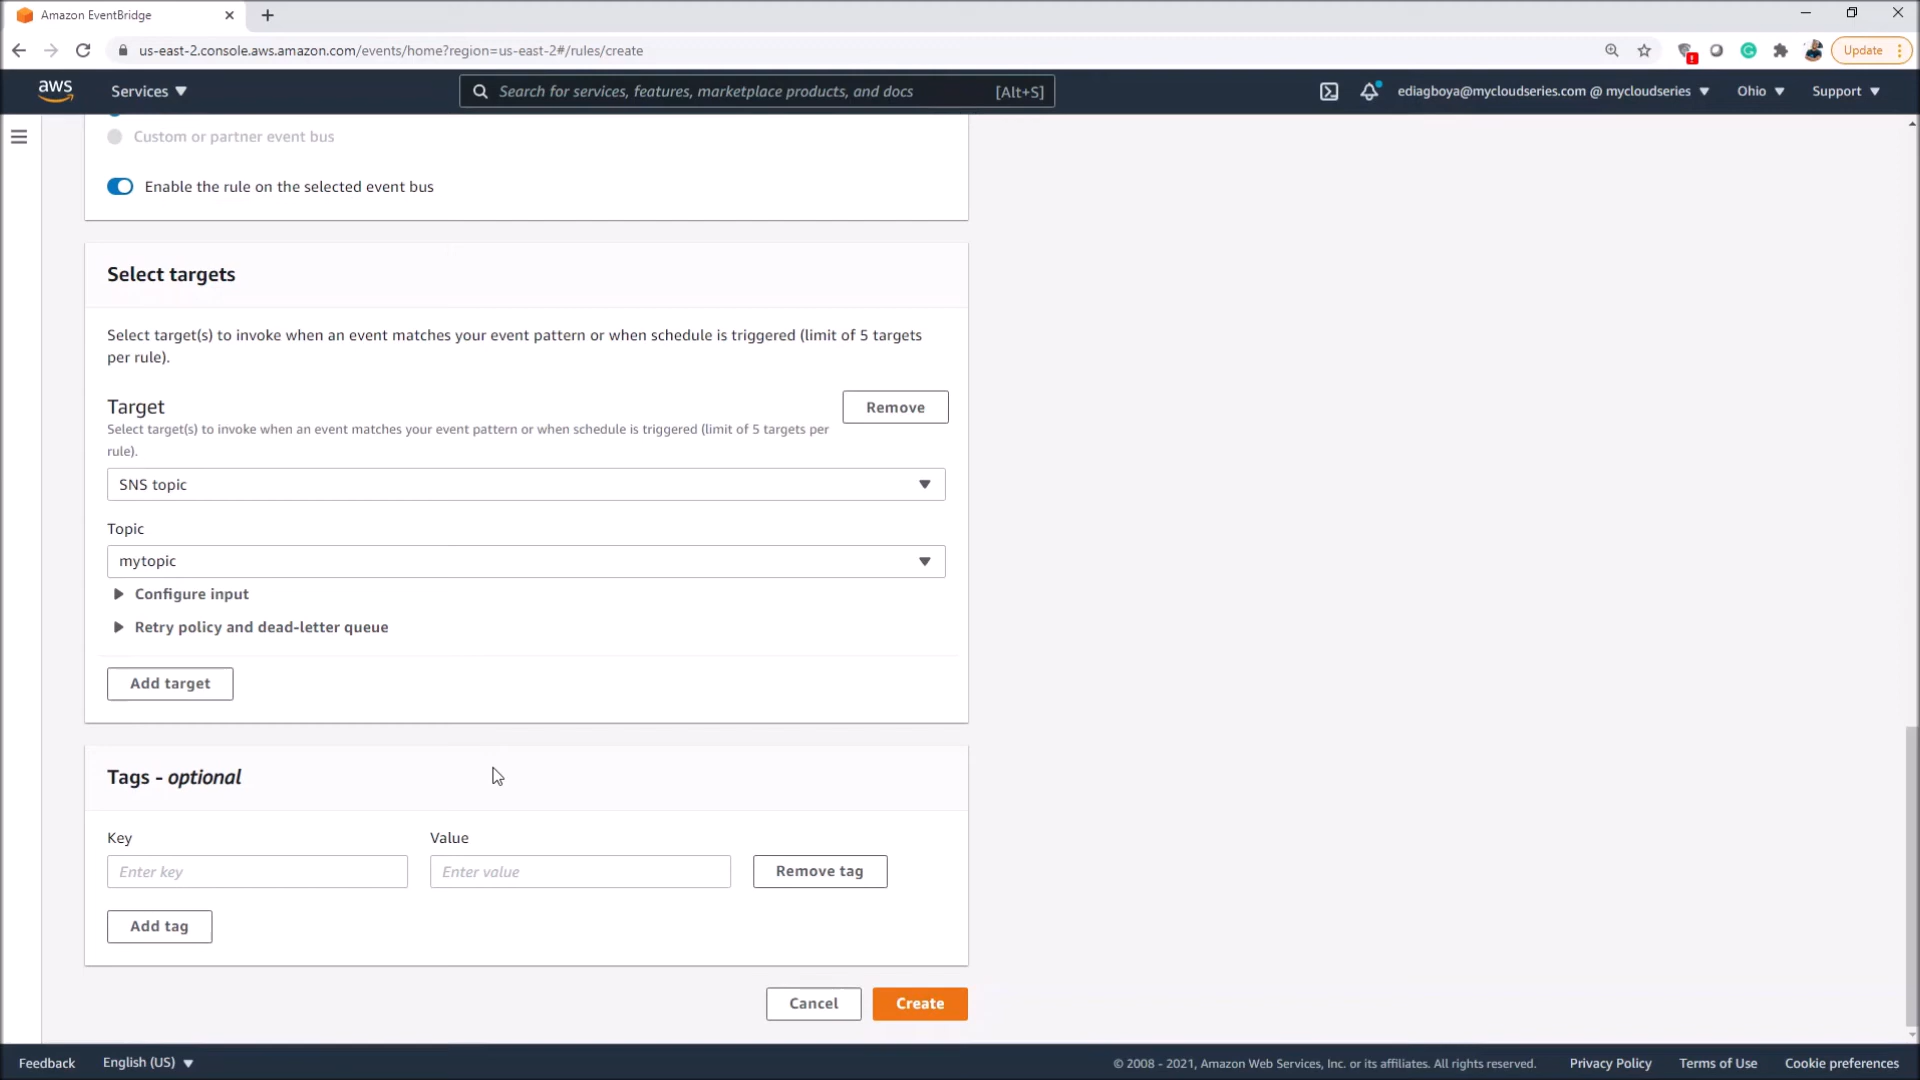 Amazon EventBridge
us-east-2.console.aws.amazon.com/events/home?region=us-east-2#/rules/create
Update
aws
Services
Search for services, features, marketplace products, and docs [Alt+S]
ediagboya@mycloudseries.com @ mycloudseries
Ohio
Support
Custom or partner event bus
Enable the rule on the selected event bus
Select targets
Select target(s) to invoke when an event matches your event pattern or when schedule is triggered (limit of 5 targets
per rule).
Target
Remove
Select target(s) to invoke when an event matches your event pattern or when schedule is triggered (limit of 5 targets per
rule).
SNS topic
Topic
mytopic
Configure input
Retry policy and dead-letter queue
Add target
Tags - optional
Key Value
Enter key Enter value Remove tag
Add tag
Cancel Create
Feedback English (US) © 2008 - 2021, Amazon Web Services, Inc. or its affiliates. All rights reserved. Privacy Policy Terms of Use Cookie preferences